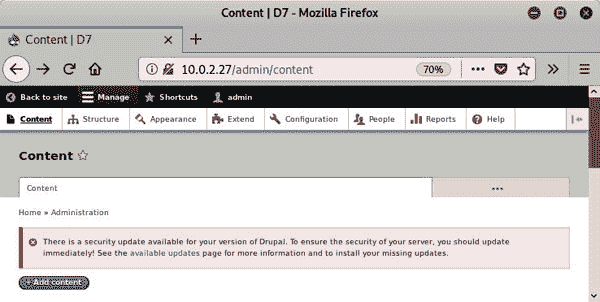 Content | D7 - Mozilla Firefox
Content | D7
10.0.2.27/admin/content 70%
Back to site Manage Shortcuts admin
Content Structure Appearance Extend Configuration People Reports Help
Content
Content
Home » Administration
There is a security update available for your version of Drupal. To ensure the security of your server, you should update
immediately! See the available updates page for more information and to install your missing updates.
+ Add content